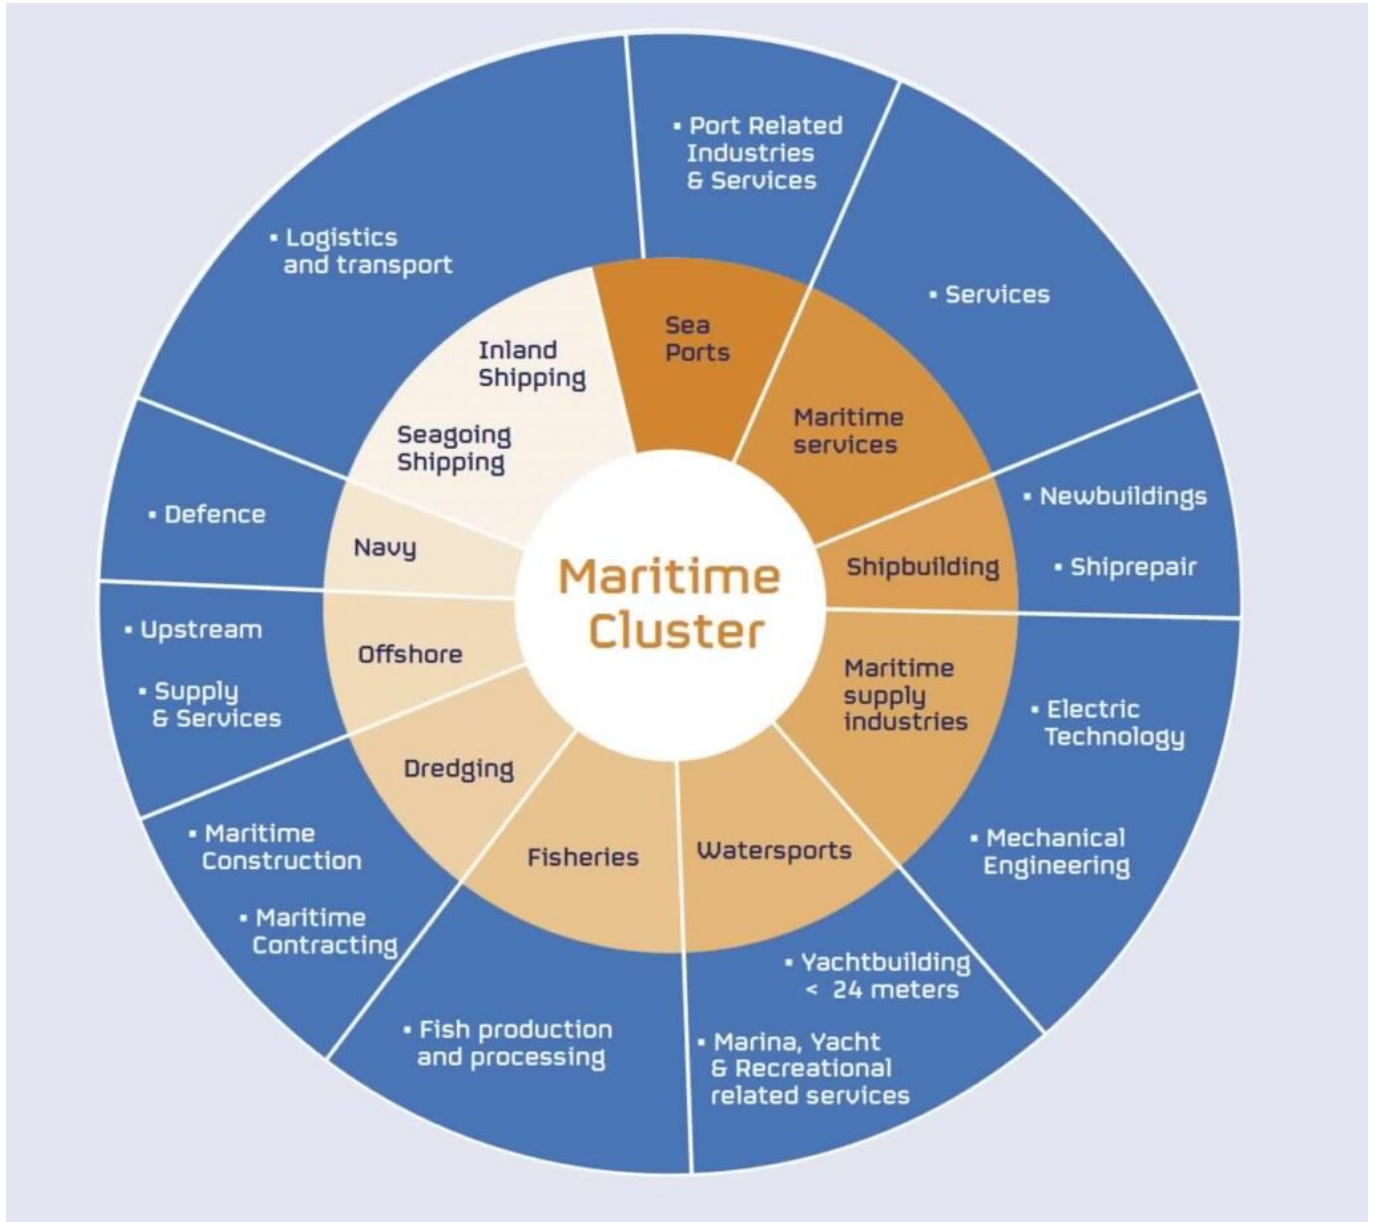 ▪ Port Related
Industries
& Services
▪ Logistics
and transport
▪ Services
Sea
Ports
Inland
Shipping
Seagoing
Shipping
Maritime
services
▪ Newbuildings
▪ Shiprepair
▪ Defence
Navy
Shipbuilding
Maritime
Cluster
▪ Upstream
▪ Supply
& Services
Offshore
Maritime
supply
industries
▪ Electric
Technology
Dredging
▪ Maritime
Construction
▪ Maritime
Contracting
Fisheries
Watersports
▪ Mechanical
Engineering
▪ Yachtbuilding
< 24 meters
▪ Fish production
and processing
▪ Marina, Yacht
& Recreational
related services